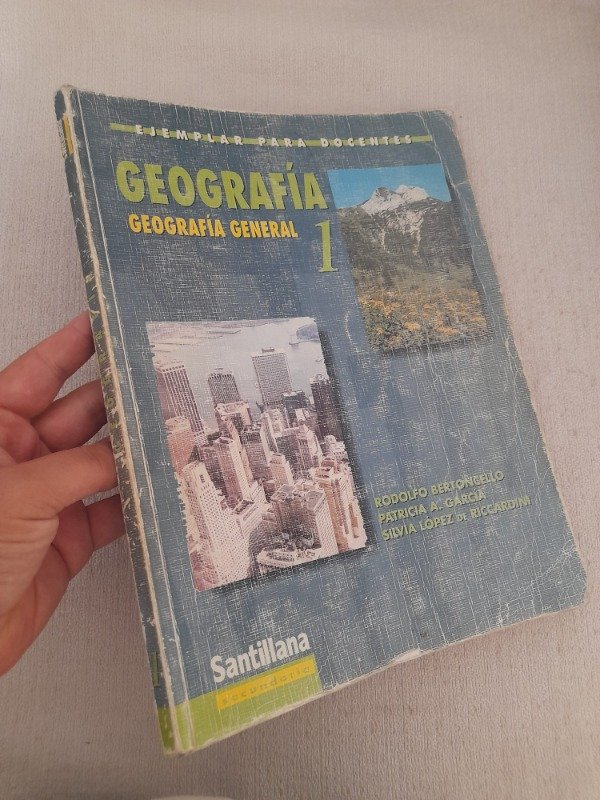 EJEMPLAR PARA DOCENTES
GEOGRAFÍA
GEOGRAFÍA GENERAL
1
RODOLFO BERTONCELLO
PATRICIA A. GARCÍA
SILVIA LÓPEZ DE RICCARDINI
Santillana
secundaria